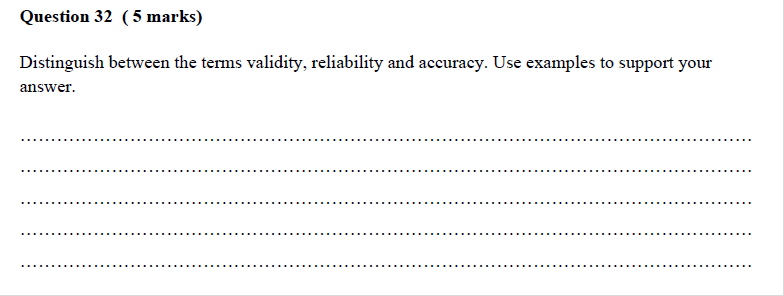 Question 32 ( 5 marks)
Distinguish between the terms validity, reliability and accuracy. Use examples to support your
answer.
………………………………………………………………………………………………………
………………………………………………………………………………………………………
………………………………………………………………………………………………………
………………………………………………………………………………………………………
………………………………………………………………………………………………………